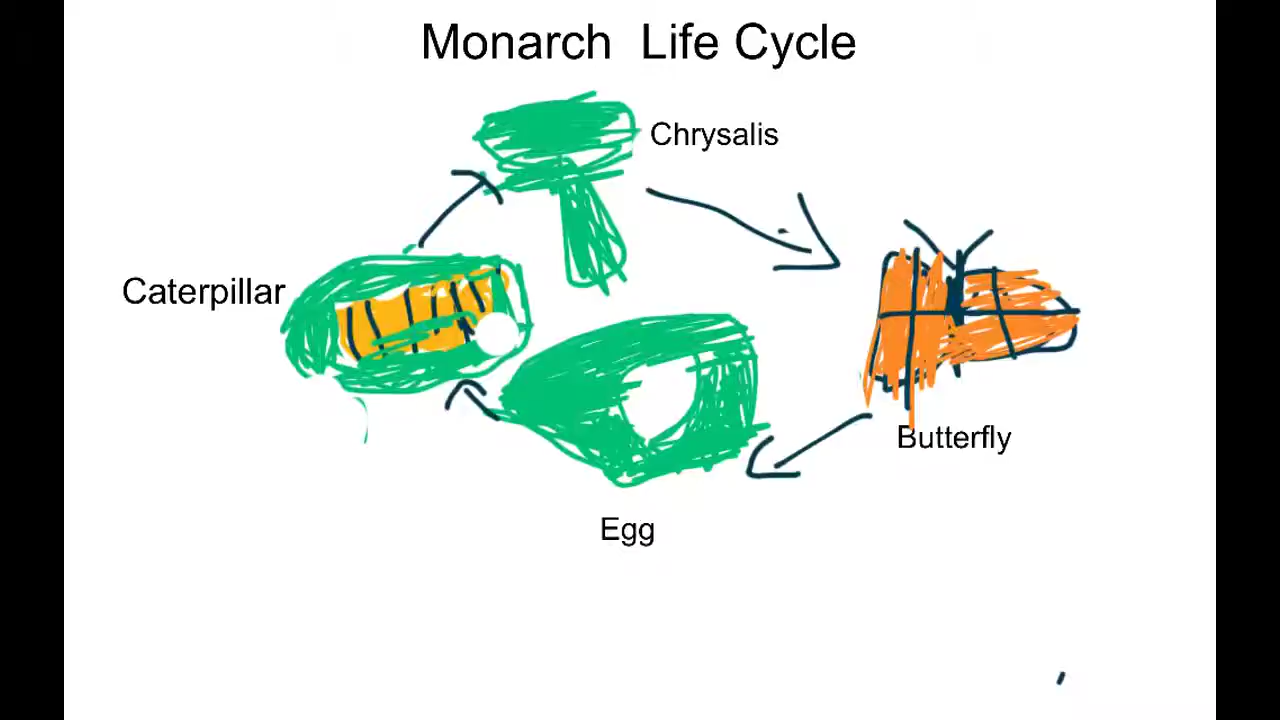 Monarch  Life Cycle
Chrysalis
Caterpillar
Butterfly
Egg